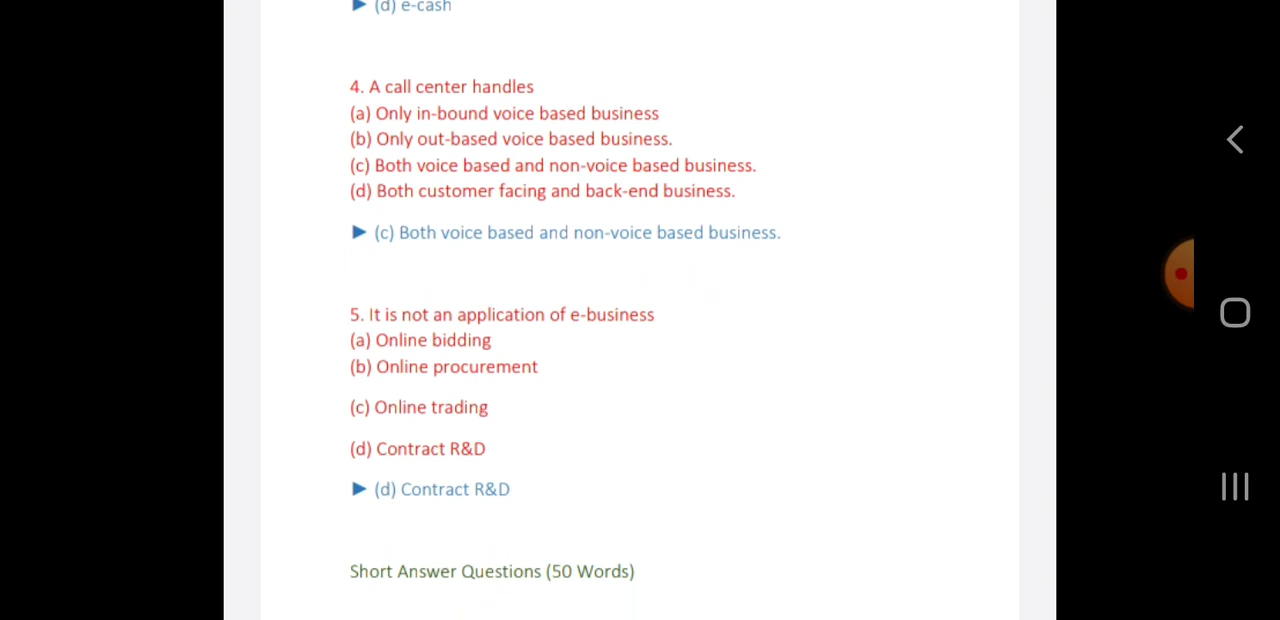 ► (d) e-cash
4. A call center handles
(a) Only in-bound voice based business
(b) Only out-based voice based business.
(c) Both voice based and non-voice based business.
(d) Both customer facing and back-end business.
► (c) Both voice based and non-voice based business.
5. It is not an application of e-business
(a) Online bidding
(b) Online procurement
(c) Online trading
(d) Contract R&D
► (d) Contract R&D
Short Answer Questions (50 Words)